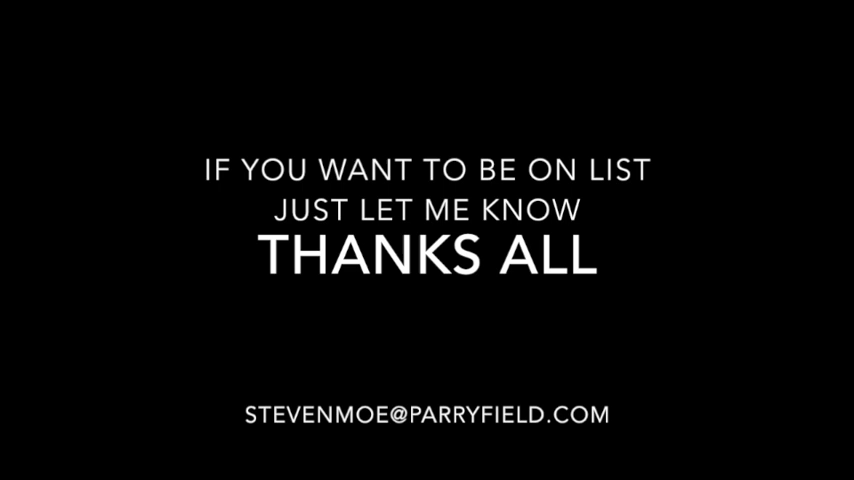 IF YOU WANT TO BE ON LIST
JUST LET ME KNOW
THANKS ALL
STEVENMOE@PARRYFIELD.COM